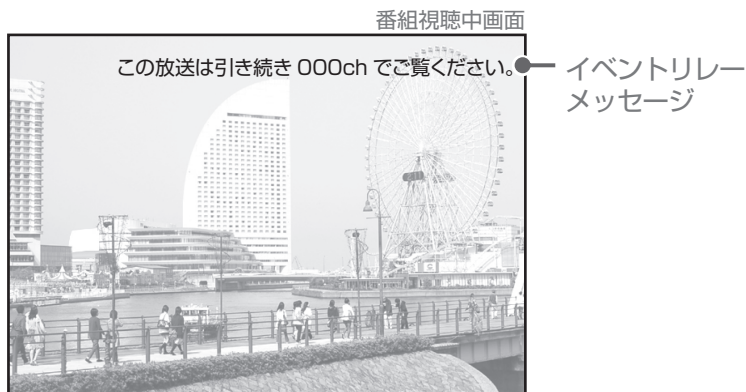 番組視聴中画面
この放送は引き続き 000ch でご覧ください。
イベントリレー
メッセージ